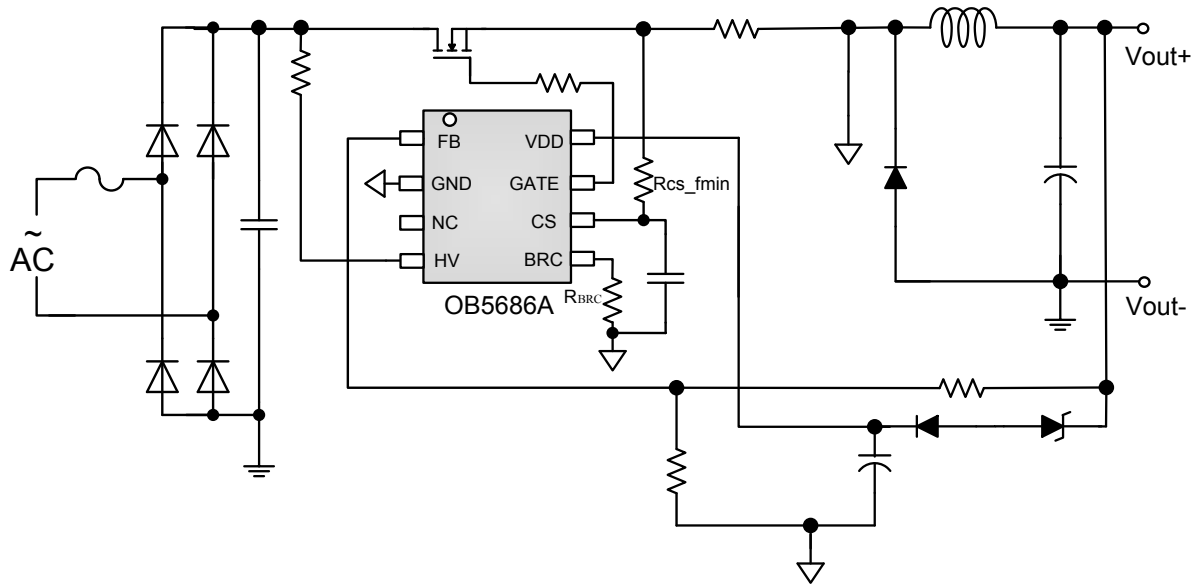 Vout+
FB
VDD
GND
GATE
Rcs_fmin
NC
CS
HV
BRC
~
AC
RBRC
OB5686A
Vout-